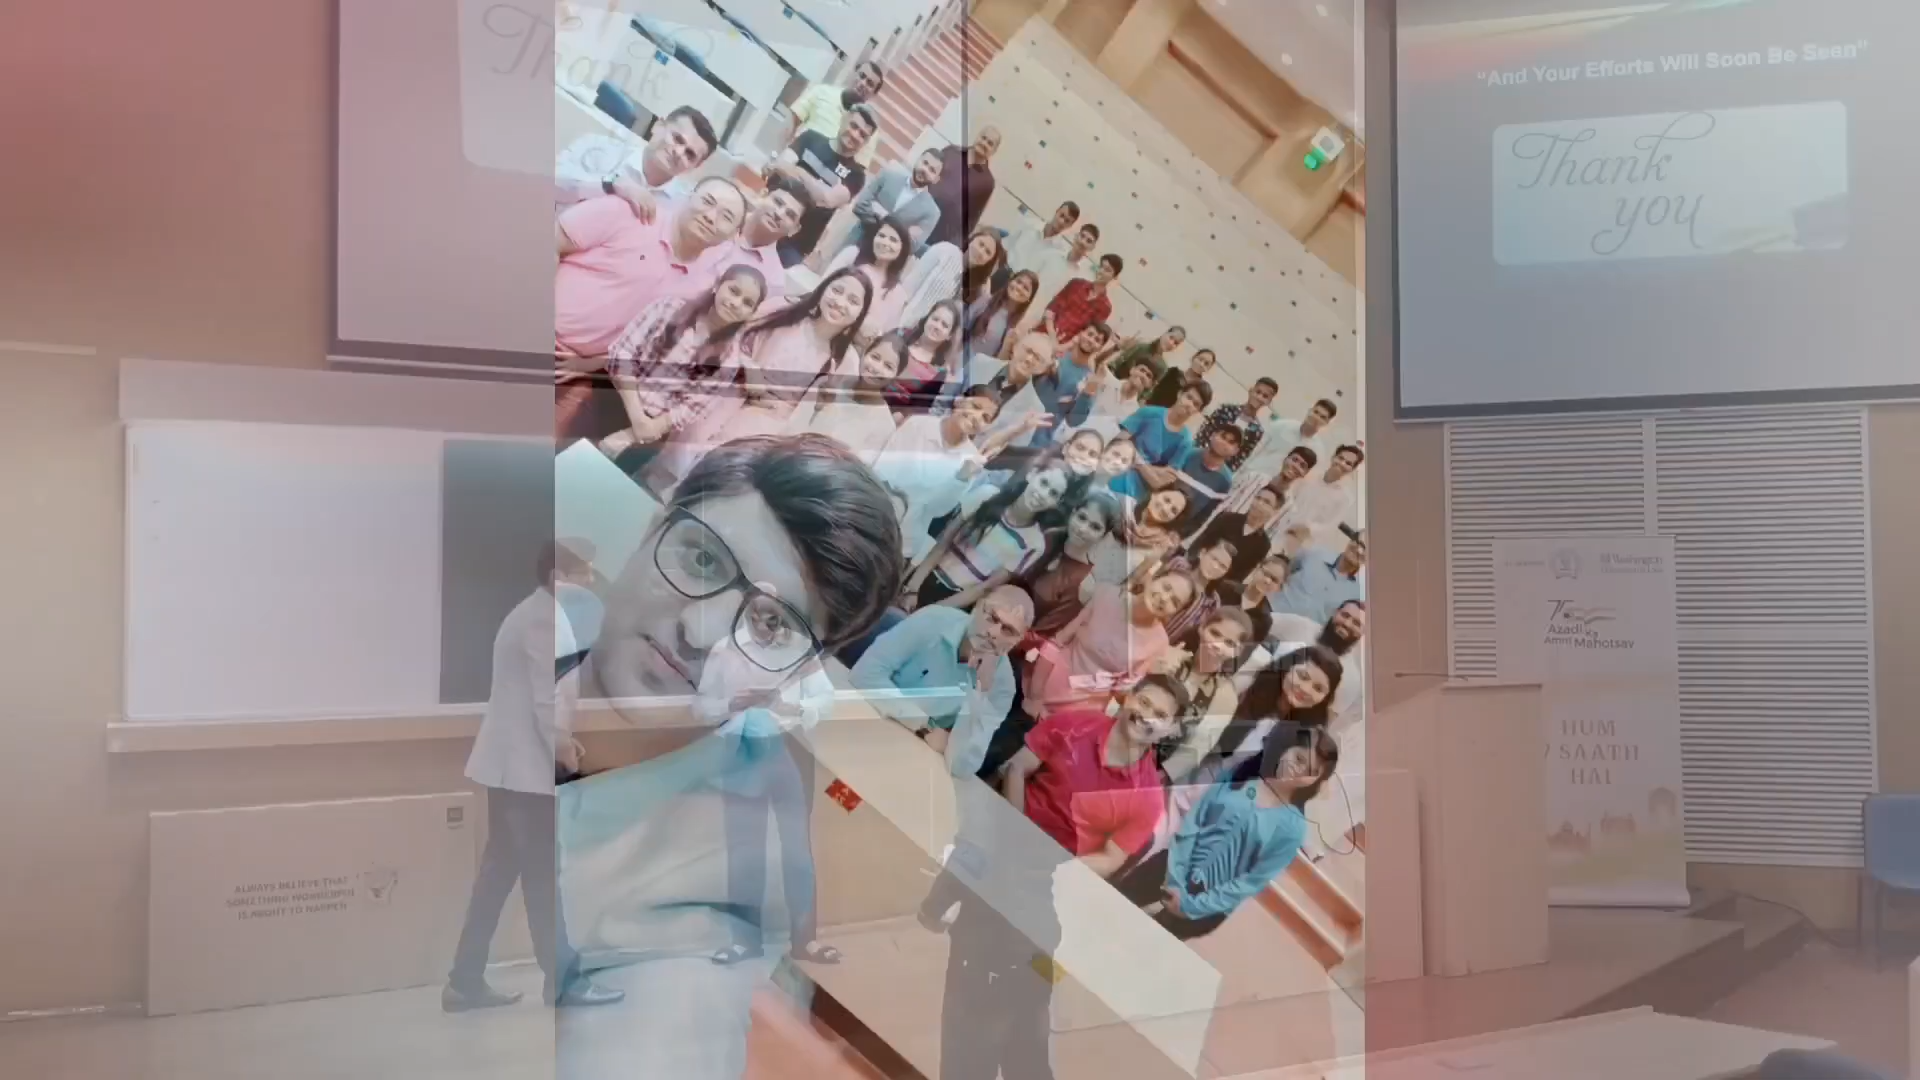 Thank
"And Your Efforts Will Soon Be Seen"
Thank
you
Azadi Ka
Amrit Mahotsav
HUM
SAATH
HAI
ALWAYS BELIEVE THAT
SOMETHING WONDERFUL
IS ABOUT TO HAPPEN